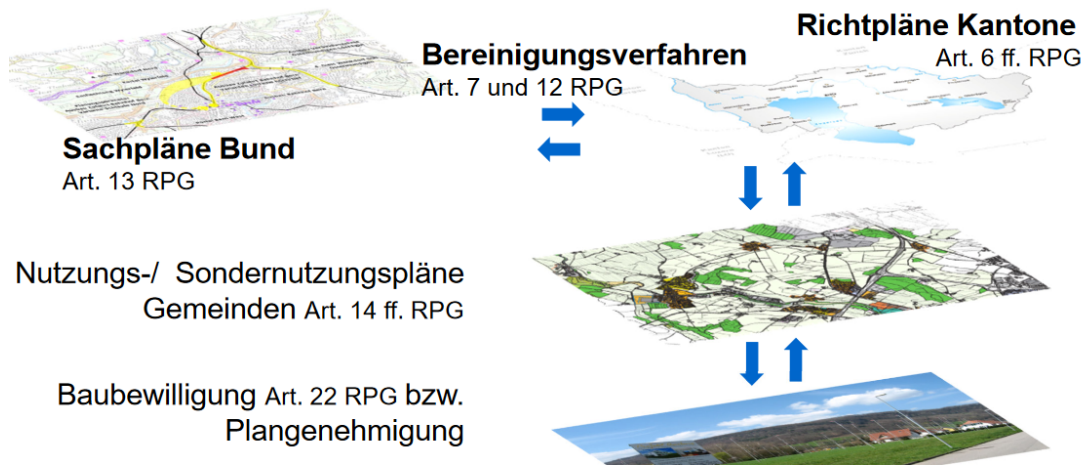 Richtpläne Kantone
Art. 6 ff. RPG
Bereinigungsverfahren
Art. 7 und 12 RPG
Sachpläne Bund
Art. 13 RPG
Nutzungs-/ Sondernutzungspläne
Gemeinden Art. 14 ff. RPG
Baubewilligung Art. 22 RPG bzw.
Plangenehmigung